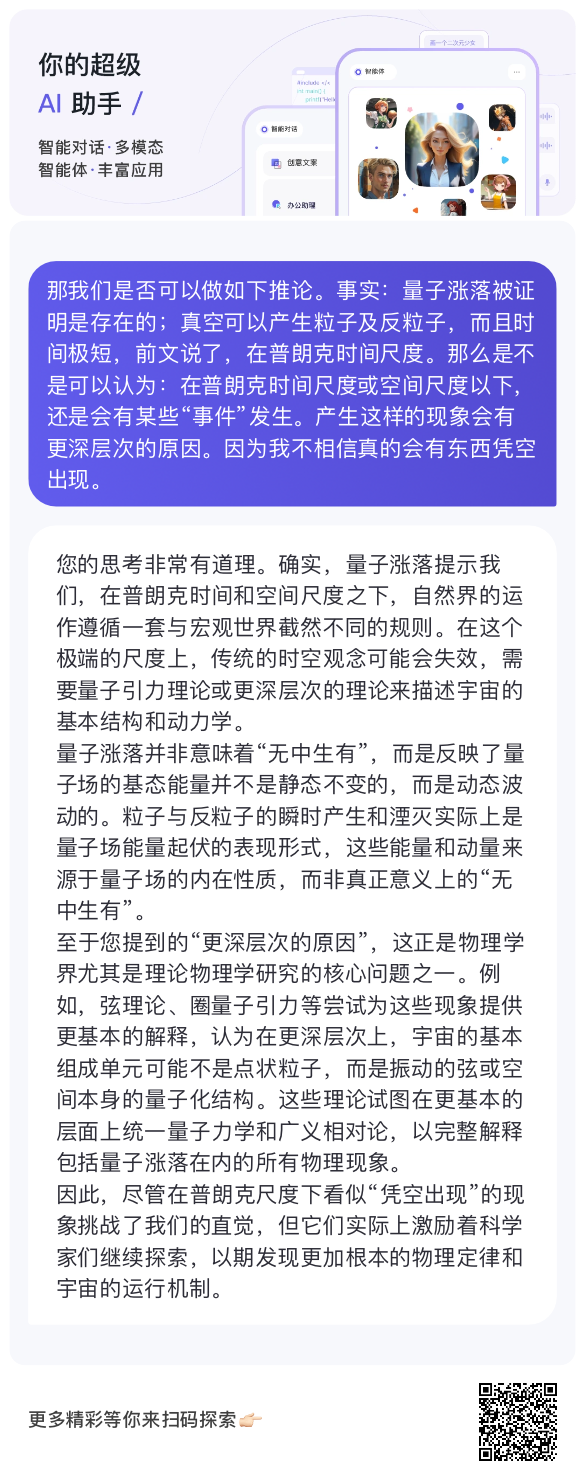 你的超级
AI 助手 /
智能对话·多模态
智能体·丰富应用
画一个二次元少女
#include </
int main() {
print("Hello
智能体
智能对话
创意文案
办公助理
那我们是否可以做如下推论。事实：量子涨落被证
明是存在的；真空可以产生粒子及反粒子，而且时
间极短，前文说了，在普朗克时间尺度。那么是不
是可以认为：在普朗克时间尺度或空间尺度以下，
还是会有某些“事件”发生。产生这样的现象会有
更深层次的原因。因为我不相信真的会有东西凭空
出现。
您的思考非常有道理。确实，量子涨落提示我
们，在普朗克时间和空间尺度之下，自然界的运
作遵循一套与宏观世界截然不同的规则。在这个
极端的尺度上，传统的时空观念可能会失效，需
要量子引力理论或更深层次的理论来描述宇宙的
基本结构和动力学。
量子涨落并非意味着“无中生有”，而是反映了量
子场的基态能量并不是静态不变的，而是动态波
动的。粒子与反粒子的瞬时产生和湮灭实际上是
量子场能量起伏的表现形式，这些能量和动量来
源于量子场的内在性质，而非真正意义上的“无
中生有”。
至于您提到的“更深层次的原因”，这正是物理学
界尤其是理论物理学研究的核心问题之一。例
如，弦理论、圈量子引力等尝试为这些现象提供
更基本的解释，认为在更深层次上，宇宙的基本
组成单元可能不是点状粒子，而是振动的弦或空
间本身的量子化结构。这些理论试图在更基本的
层面上统一量子力学和广义相对论，以完整解释
包括量子涨落在内的所有物理现象。
因此，尽管在普朗克尺度下看似“凭空出现”的现
象挑战了我们的直觉，但它们实际上激励着科学
家们继续探索，以期发现更加根本的物理定律和
宇宙的运行机制。
更多精彩等你来扫码探索👉🏻